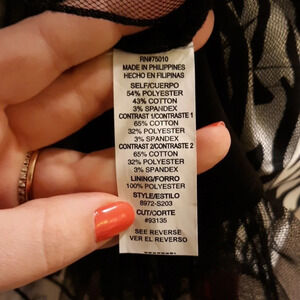 RN#75010
MADE IN PHILIPPINES
HECHO EN FILIPINAS
SELF/CUERPO
54% POLYESTER
43% COTTON
3% SPANDEX
CONTRAST 1/CONTRASTE 1
65% COTTON
32% POLYESTER
3% SPANDEX
CONTRAST 2/CONTRASTE 2
65% COTTON
32% POLYESTER
3% SPANDEX
LINING/FORRO
100% POLYESTER
STYLE/ESTILO
8972-S203
CUT/CORTE
#93135
SEE REVERSE
VER EL REVERSO